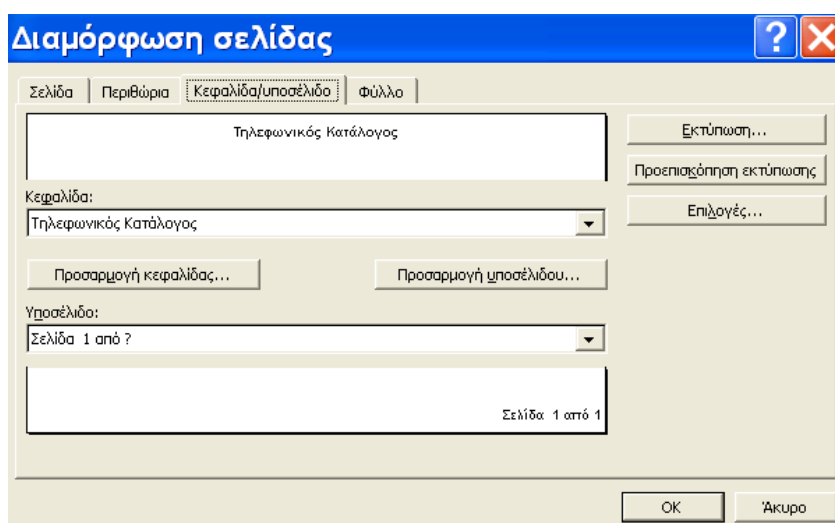 Διαμόρφωση σελίδας
Σελίδα Περιθώρια Κεφαλίδα/υποσέλιδο Φύλλο
Τηλεφωνικός Κατάλογος
Εκτύπωση...
Προεπισκόπηση εκτύπωσης
Επιλογές...
Κεφαλίδα:
Τηλεφωνικός Κατάλογος
Προσαρμογή κεφαλίδας... Προσαρμογή υποσέλιδου...
Υποσέλιδο:
Σελίδα 1 από ?
Σελίδα 1 από 1
OK Άκυρο